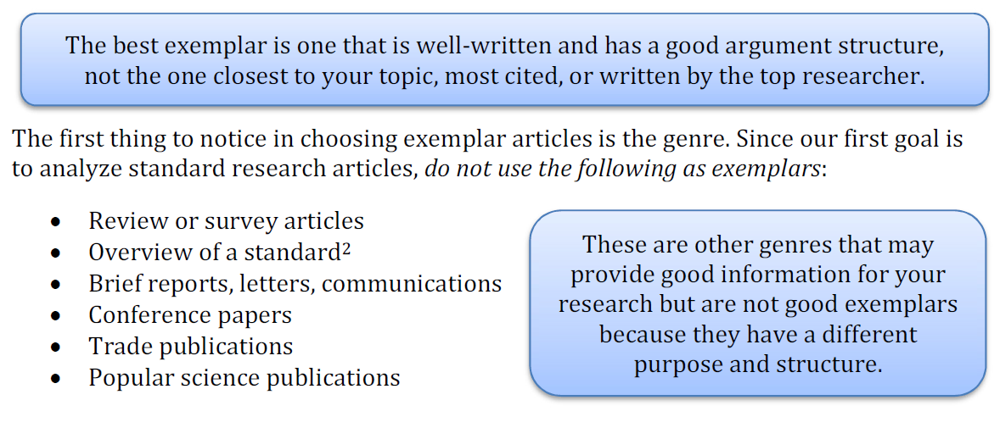 The best exemplar is one that is well-written and has a good argument structure,
not the one closest to your topic, most cited, or written by the top researcher.
The first thing to notice in choosing exemplar articles is the genre. Since our first goal is
to analyze standard research articles, do not use the following as exemplars:
• Review or survey articles
• Overview of a standard²
• Brief reports, letters, communications
• Conference papers
• Trade publications
• Popular science publications
These are other genres that may
provide good information for your
research but are not good exemplars
because they have a different
purpose and structure.